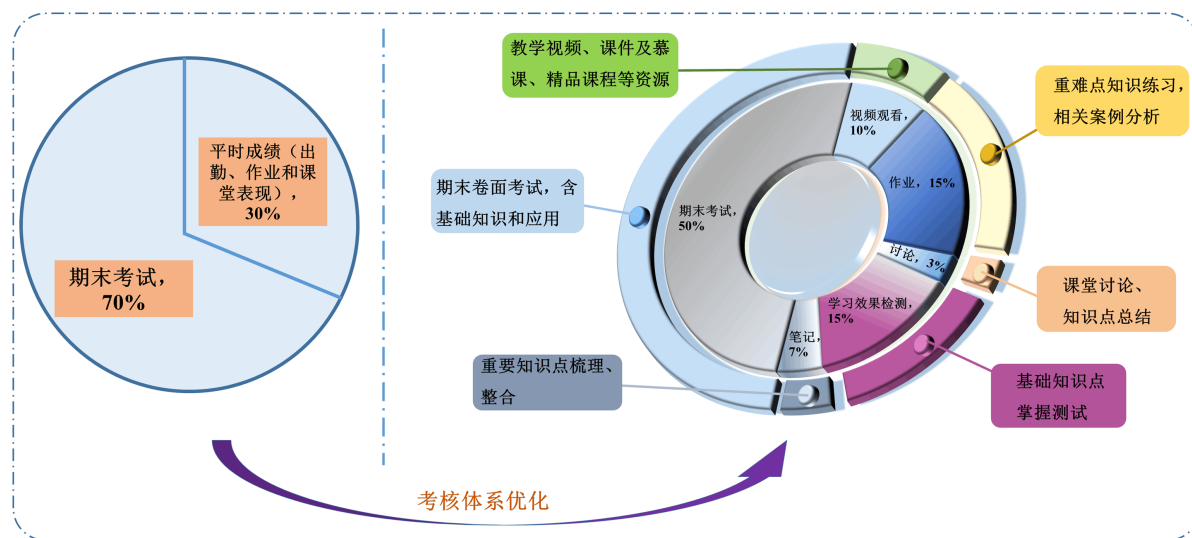 平时成绩（出
勤、作业和课
堂表现），
30%
期末考试，
70%
教学视频、课件及慕
课、精品课程等资源
重难点知识练习，
相关案例分析
期末卷面考试，含
基础知识和应用
课堂讨论、
知识点总结
重要知识点梳理、
整合
基础知识点
掌握测试
视频观看，
10%
作业，15%
讨论，3%
学习效果检测，
15%
笔记，
7%
期末考试，
50%
考核体系优化